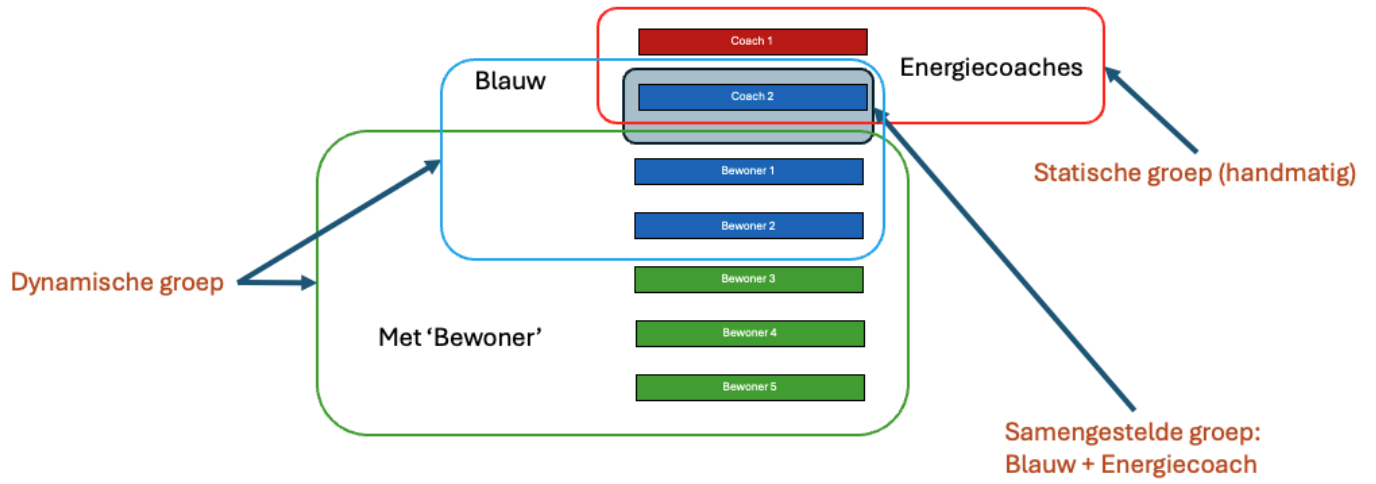 Coach 1
Energiecoaches
Blauw
Coach 2
Statische groep (handmatig)
Bewoner 1
Bewoner 2
Dynamische groep
Bewoner 3
Met ‘Bewoner’
Bewoner 4
Bewoner 5
Samengestelde groep:
Blauw + Energiecoach